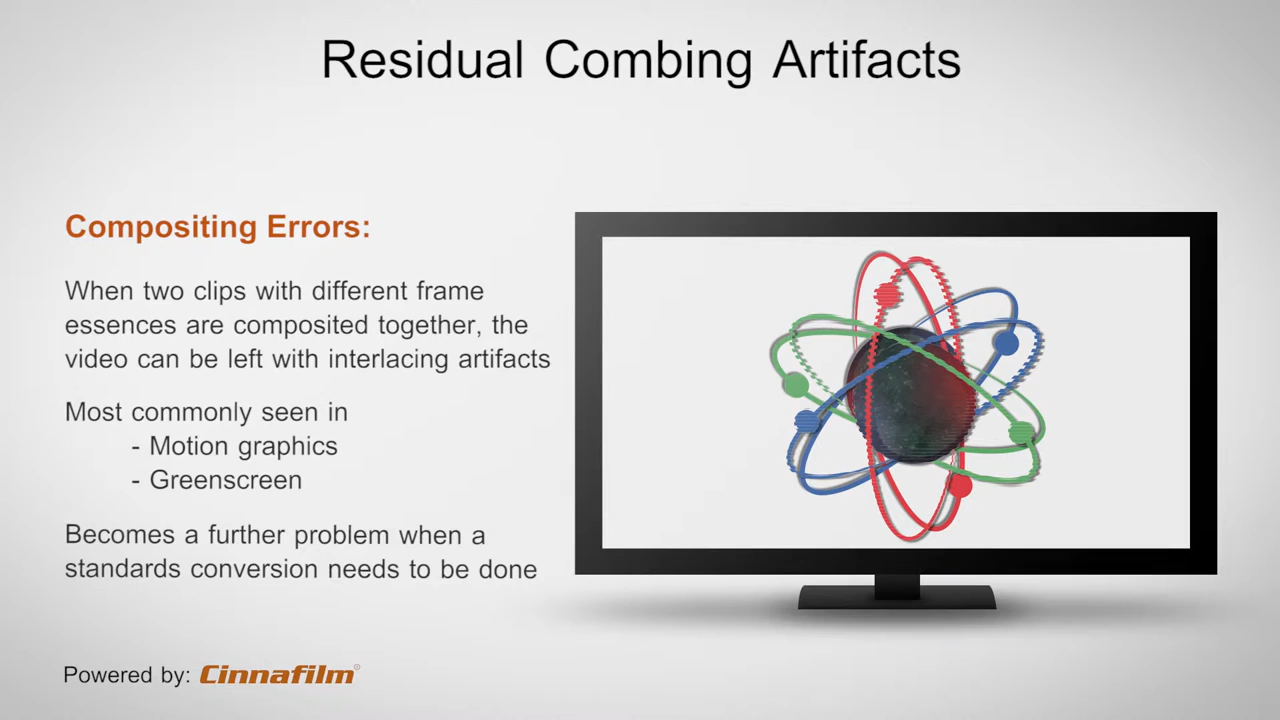 Residual Combing Artifacts
Compositing Errors:
When two clips with different frame
essences are composited together, the
video can be left with interlacing artifacts
Most commonly seen in
- Motion graphics
- Greenscreen
Becomes a further problem when a
standards conversion needs to be done
Powered by: Cinnafilm®